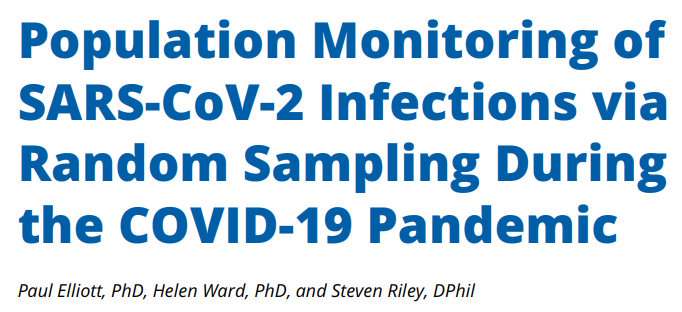 Population Monitoring of
SARS-CoV-2 Infections via
Random Sampling During
the COVID-19 Pandemic
Paul Elliott, PhD, Helen Ward, PhD, and Steven Riley, DPhil